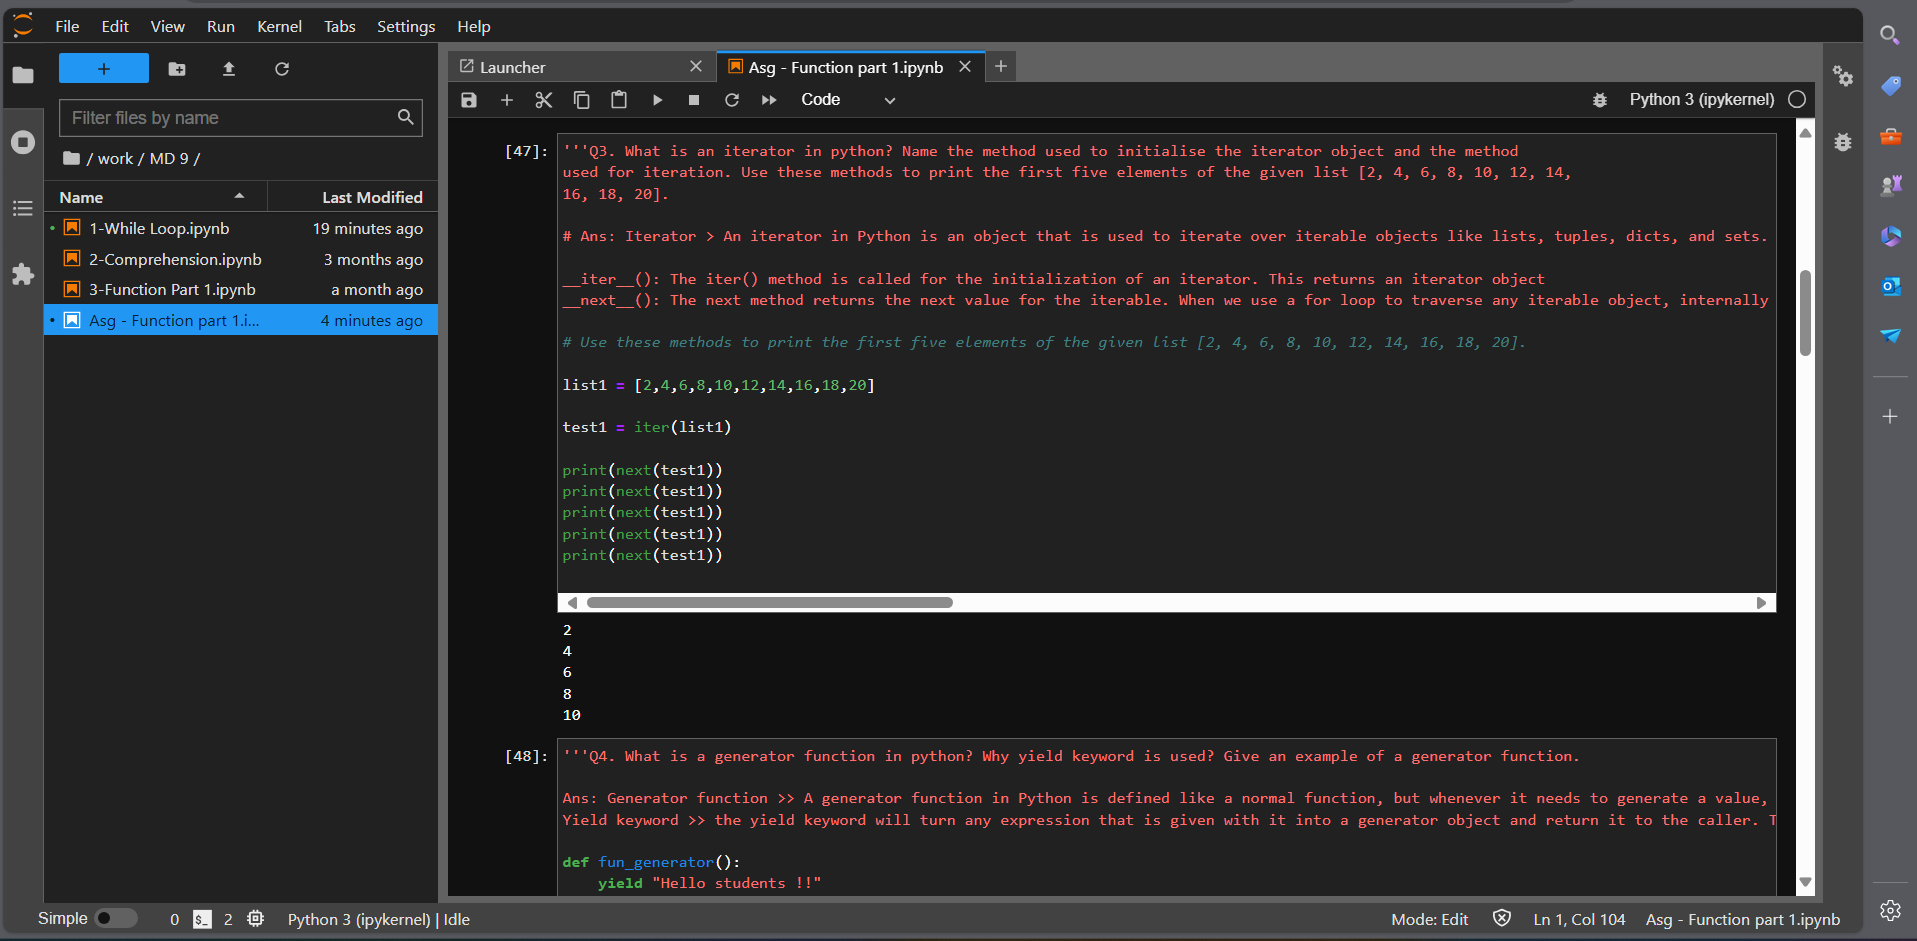 File Edit View Run Kernel Tabs Settings Help
+
Filter files by name
/ work / MD 9 /
Name Last Modified
1-While Loop.ipynb 19 minutes ago
2-Comprehension.ipynb 3 months ago
3-Function Part 1.ipynb a month ago
Asg - Function part 1.i... 4 minutes ago
Launcher
Asg - Function part 1.ipynb
Code
Python 3 (ipykernel)
[47]:
'''Q3. What is an iterator in python? Name the method used to initialise the iterator object and the method
used for iteration. Use these methods to print the first five elements of the given list [2, 4, 6, 8, 10, 12, 14,
16, 18, 20].
# Ans: Iterator > An iterator in Python is an object that is used to iterate over iterable objects like lists, tuples, dicts, and sets.
__iter__(): The iter() method is called for the initialization of an iterator. This returns an iterator object
__next__(): The next method returns the next value for the iterable. When we use a for loop to traverse any iterable object, internally
# Use these methods to print the first five elements of the given list [2, 4, 6, 8, 10, 12, 14, 16, 18, 20].
list1 = [2,4,6,8,10,12,14,16,18,20]
test1 = iter(list1)
print(next(test1))
print(next(test1))
print(next(test1))
print(next(test1))
print(next(test1))
2
4
6
8
10
[48]:
'''Q4. What is a generator function in python? Why yield keyword is used? Give an example of a generator function.
Ans: Generator function >> A generator function in Python is defined like a normal function, but whenever it needs to generate a value,
Yield keyword >> the yield keyword will turn any expression that is given with it into a generator object and return it to the caller. T
def fun_generator():
    yield "Hello students !!"
Simple 0 $_ 2 Python 3 (ipykernel) | Idle
Mode: Edit Ln 1, Col 104 Asg - Function part 1.ipynb